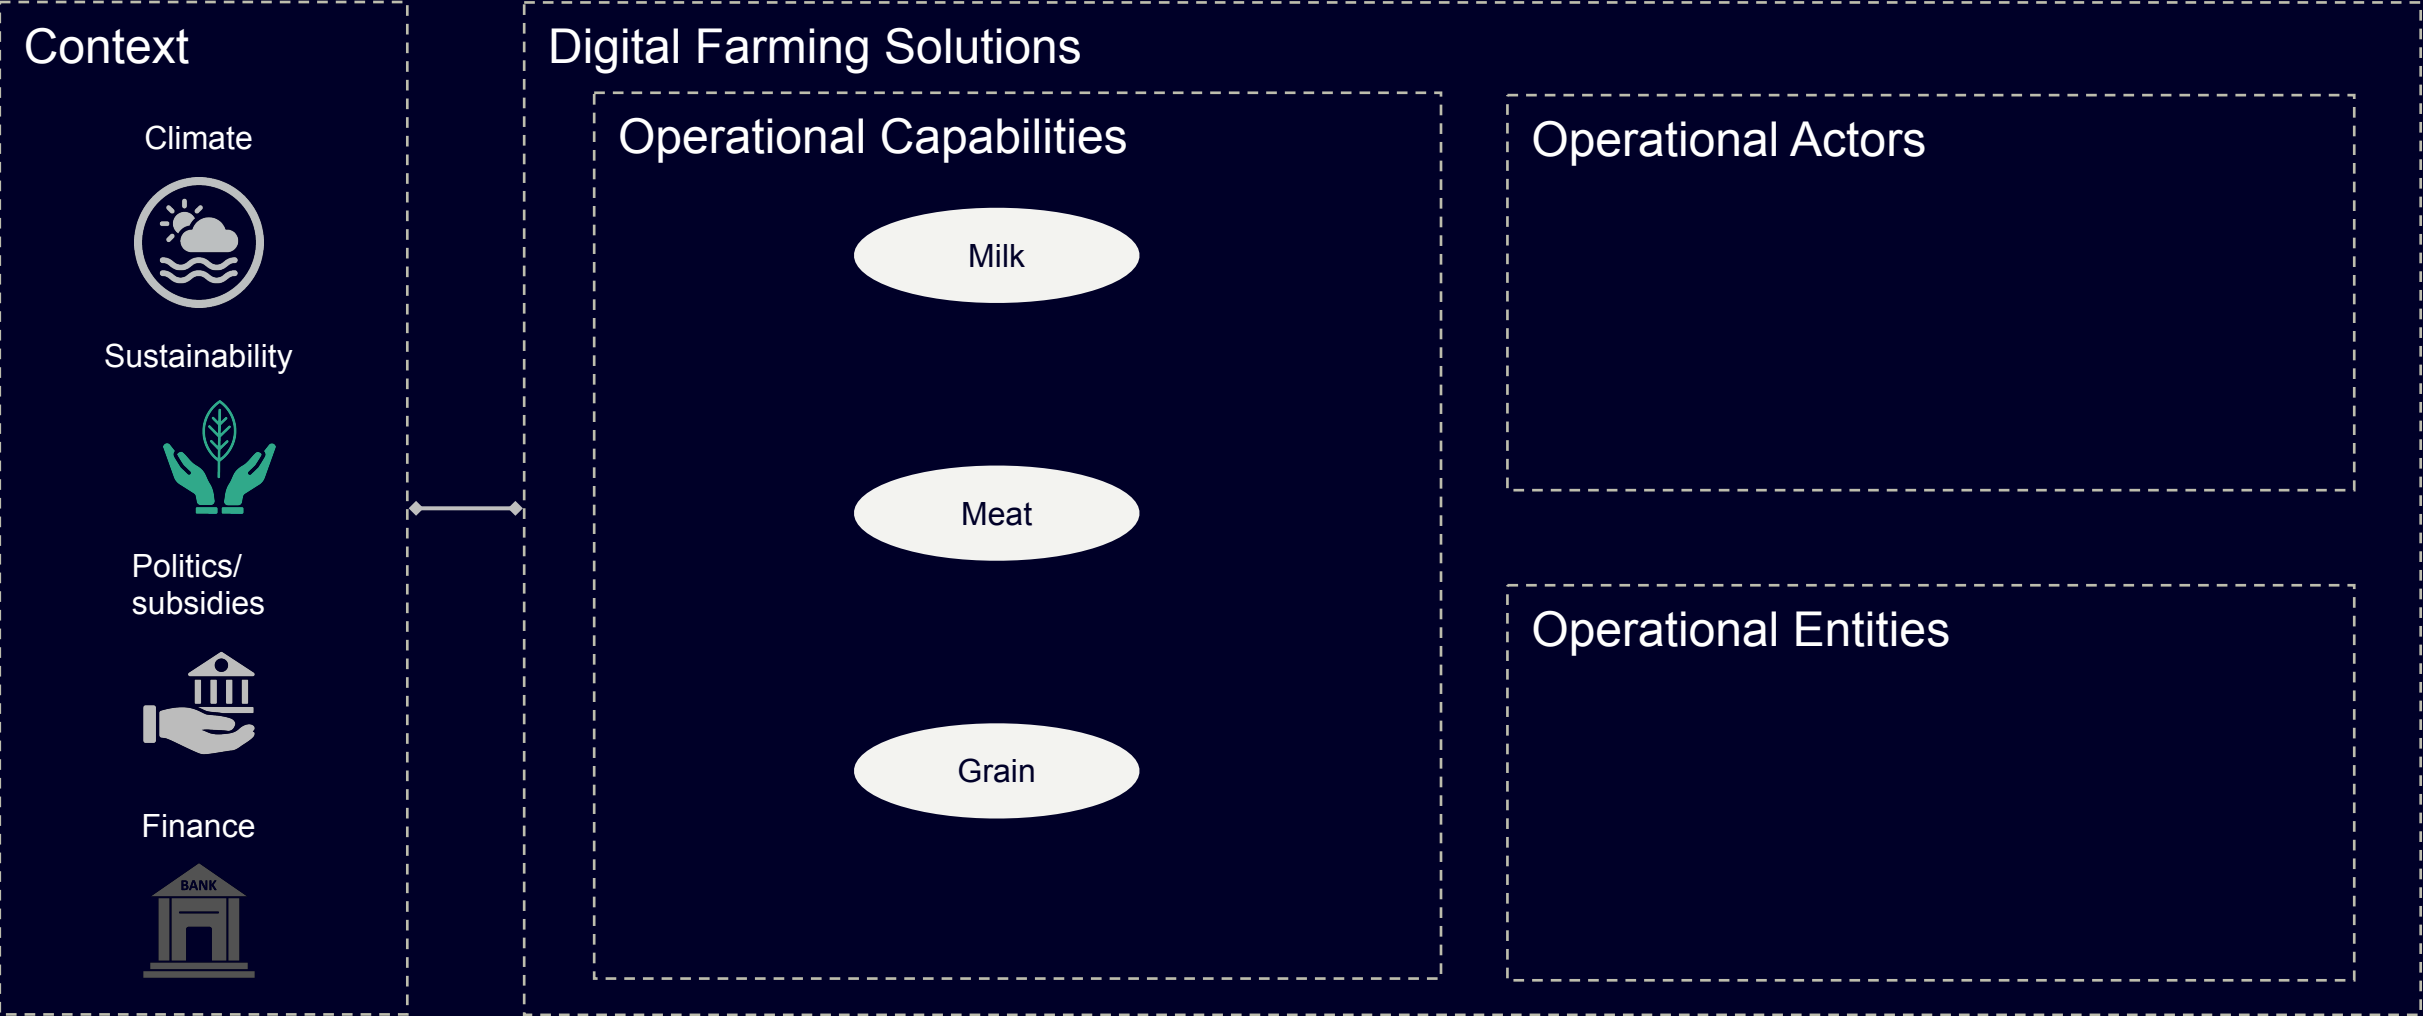 Context
Climate
Sustainability
Politics/
subsidies
Finance
BANK
Digital Farming Solutions
Operational Capabilities
Milk
Meat
Grain
Operational Actors
Operational Entities